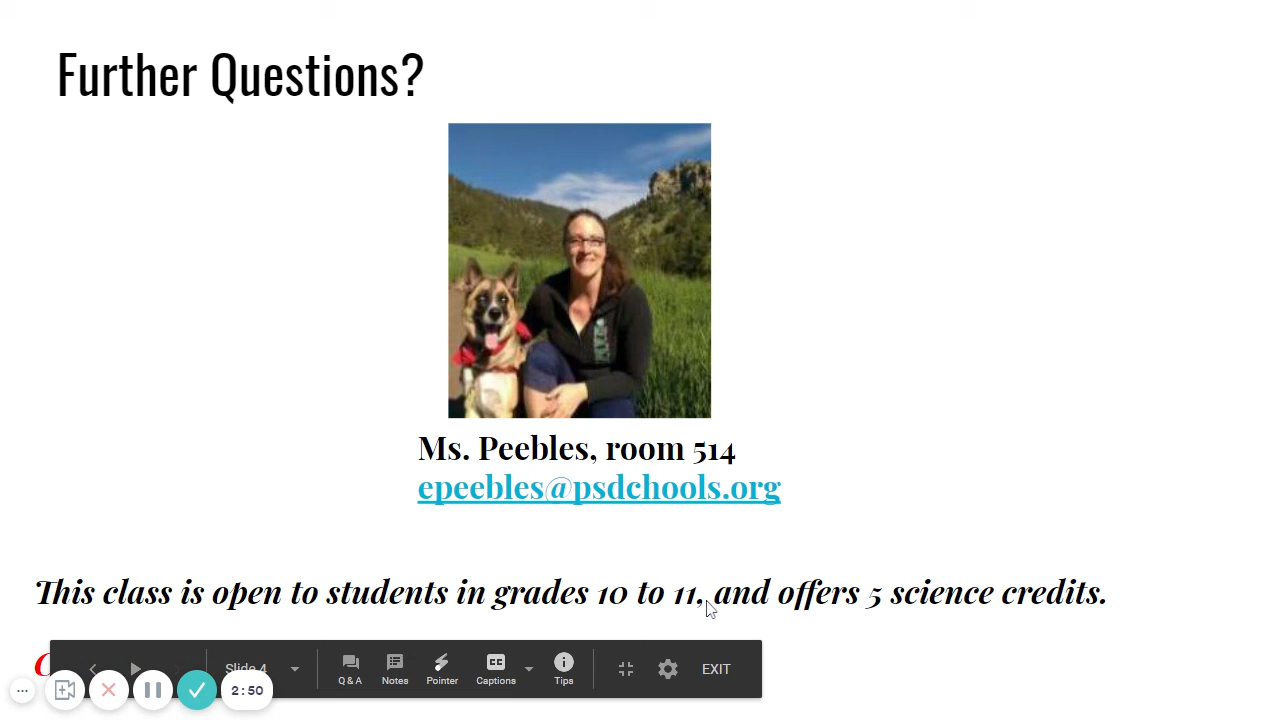 Further Questions?
Ms. Peebles, room 514
epeebles@psdchools.org
This class is open to students in grades 10 to 11, and offers 5 science credits.
Slide 4
Q & A
Notes
Pointer
CC
Captions
Tips
EXIT
2:50